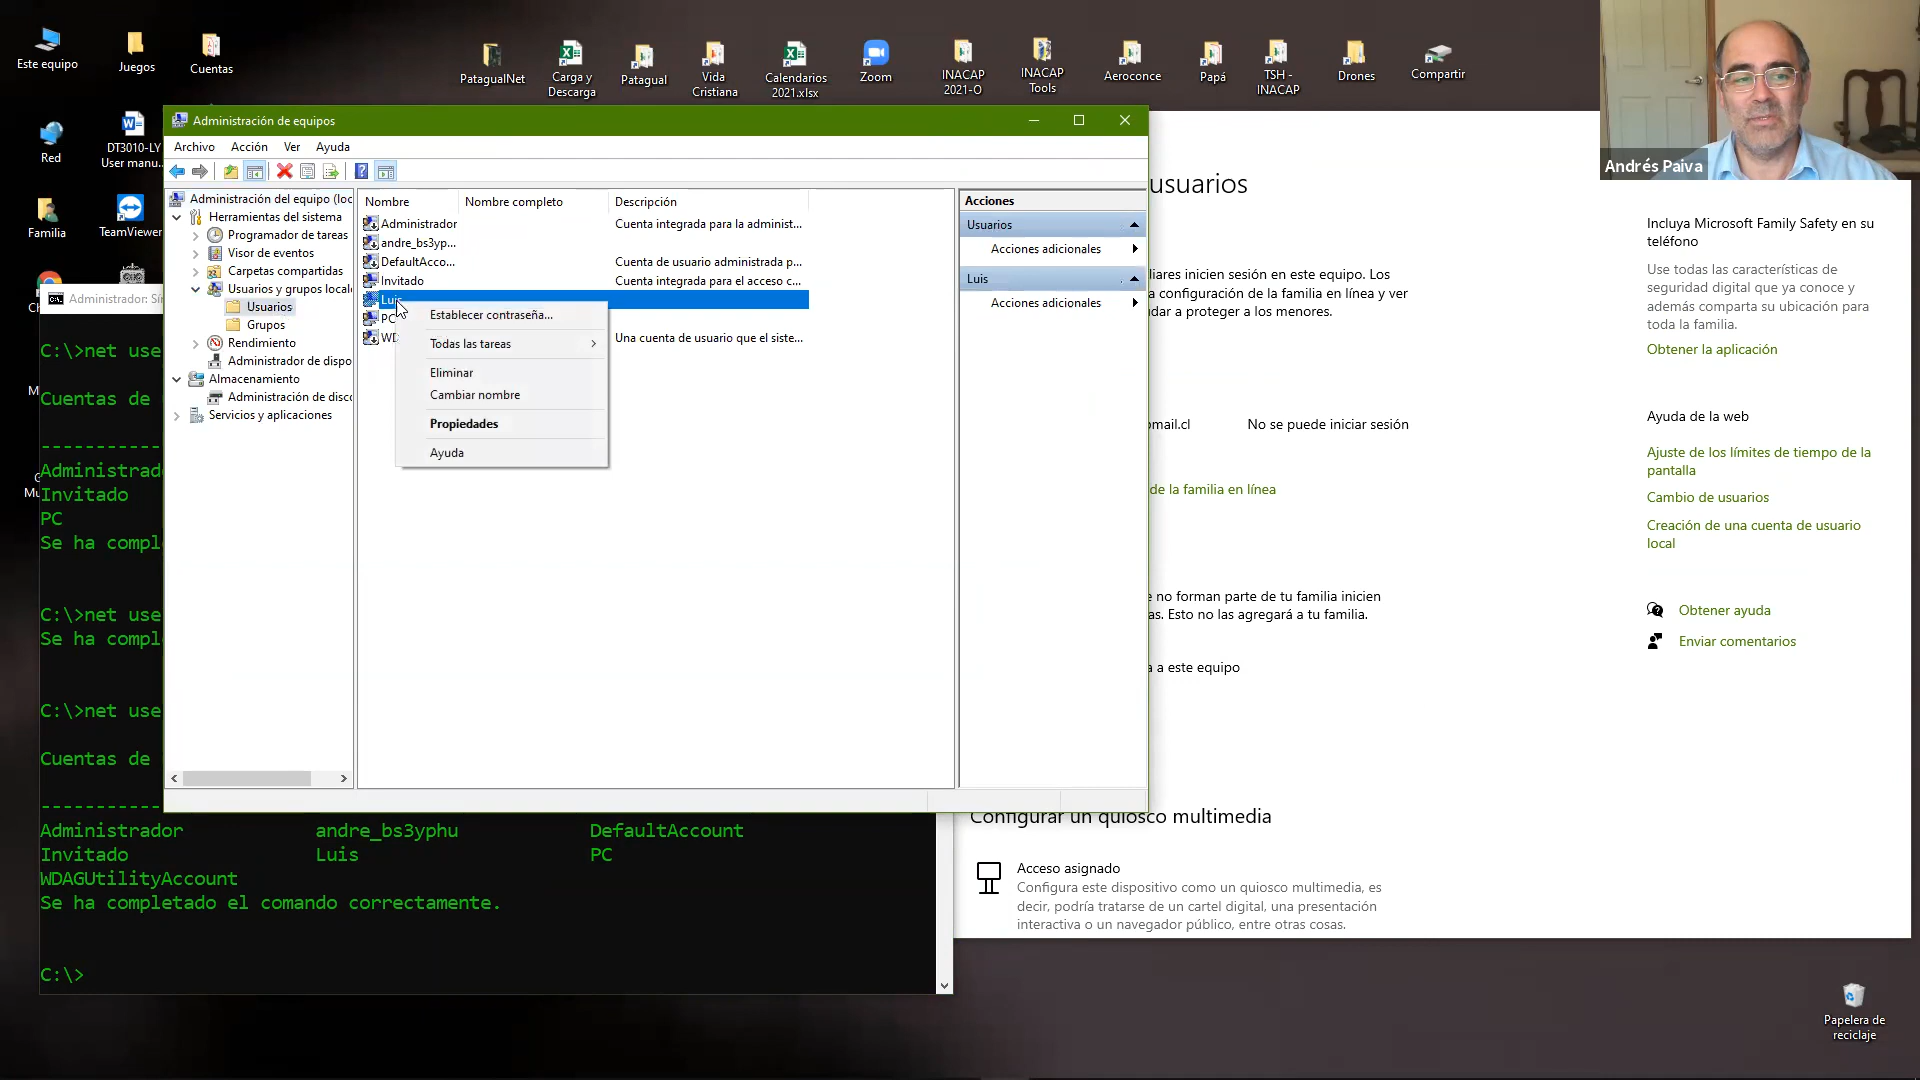 Este equipo
Juegos
Cuentas
PatagualNet
Carga y
Descarga
Patagual
Vida
Cristiana
Calendarios
2021.xlsx
Zoom
INACAP
2021-O
INACAP
Tools
Aeroconce
Papá
TSH -
INACAP
Drones
Compartir
Andrés Paiva
Red
DT3010-LY
User manu...
Familia
TeamViewer
Administración de equipos
Archivo Acción Ver Ayuda
Administración del equipo (loc
Herramientas del sistema
Programador de tareas
Visor de eventos
Carpetas compartidas
Usuarios y grupos locale
Usuarios
Grupos
Rendimiento
Administrador de dispo
Almacenamiento
Administración de disco
Servicios y aplicaciones
Nombre Nombre completo Descripción
Administrador Cuenta integrada para la administ...
andre_bs3yp...
DefaultAcco... Cuenta de usuario administrada p...
Invitado Cuenta integrada para el acceso c...
Luis
PC
WD Una cuenta de usuario que el siste...
Establecer contraseña...
Todas las tareas
Eliminar
Cambiar nombre
Propiedades
Ayuda
Acciones
Usuarios
Acciones adicionales
Luis
Acciones adicionales
Administrador: Sí
C:\>net use
Cuentas de
--------------
Administrado
Invitado
PC
Se ha compl
C:\>net use
Se ha compl
C:\>net use
Cuentas de
--------------
Administrador andre_bs3yphu DefaultAccount
Invitado Luis PC
WDAGUtilityAccount
Se ha completado el comando correctamente.
C:\>
usuarios
liares inicien sesión en este equipo. Los
a configuración de la familia en línea y ver
dar a proteger a los menores.
mail.cl No se puede iniciar sesión
de la familia en línea
e no forman parte de tu familia inicien
as. Esto no las agregará a tu familia.
a a este equipo
Configurar un quiosco multimedia
Acceso asignado
Configura este dispositivo como un quiosco multimedia, es
decir, podría tratarse de un cartel digital, una presentación
interactiva o un navegador público, entre otras cosas.
Incluya Microsoft Family Safety en su
teléfono
Use todas las características de
seguridad digital que ya conoce y
además comparta su ubicación para
toda la familia.
Obtener la aplicación
Ayuda de la web
Ajuste de los límites de tiempo de la
pantalla
Cambio de usuarios
Creación de una cuenta de usuario
local
Obtener ayuda
Enviar comentarios
Papelera de
reciclaje